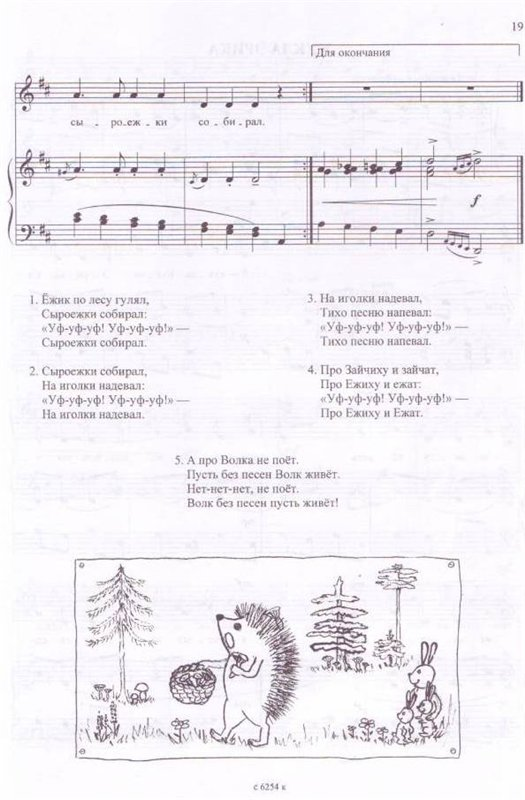 19
Для окончания
сы - ро-еж - ки со - би - рал.
1. Ёжик по лесу гулял,
Сыроежки собирал:
«Уф-уф-уф! Уф-уф-уф!» —
Сыроежки собирал.
2. Сыроежки собирал,
На иголки надевал:
«Уф-уф-уф! Уф-уф-уф!» —
На иголки надевал.
3. На иголки надевал,
Тихо песню напевал:
«Уф-уф-уф! Уф-уф-уф!» —
Тихо песню напевал.
4. Про Зайчиху и зайчат,
Про Ежиху и ежат:
«Уф-уф-уф! Уф-уф-уф!» —
Про Ежиху и Ежат.
5. А про Волка не поёт.
Пусть без песен Волк живёт.
Нет-нет-нет, не поёт.
Волк без песен пусть живёт!
с 6254 к